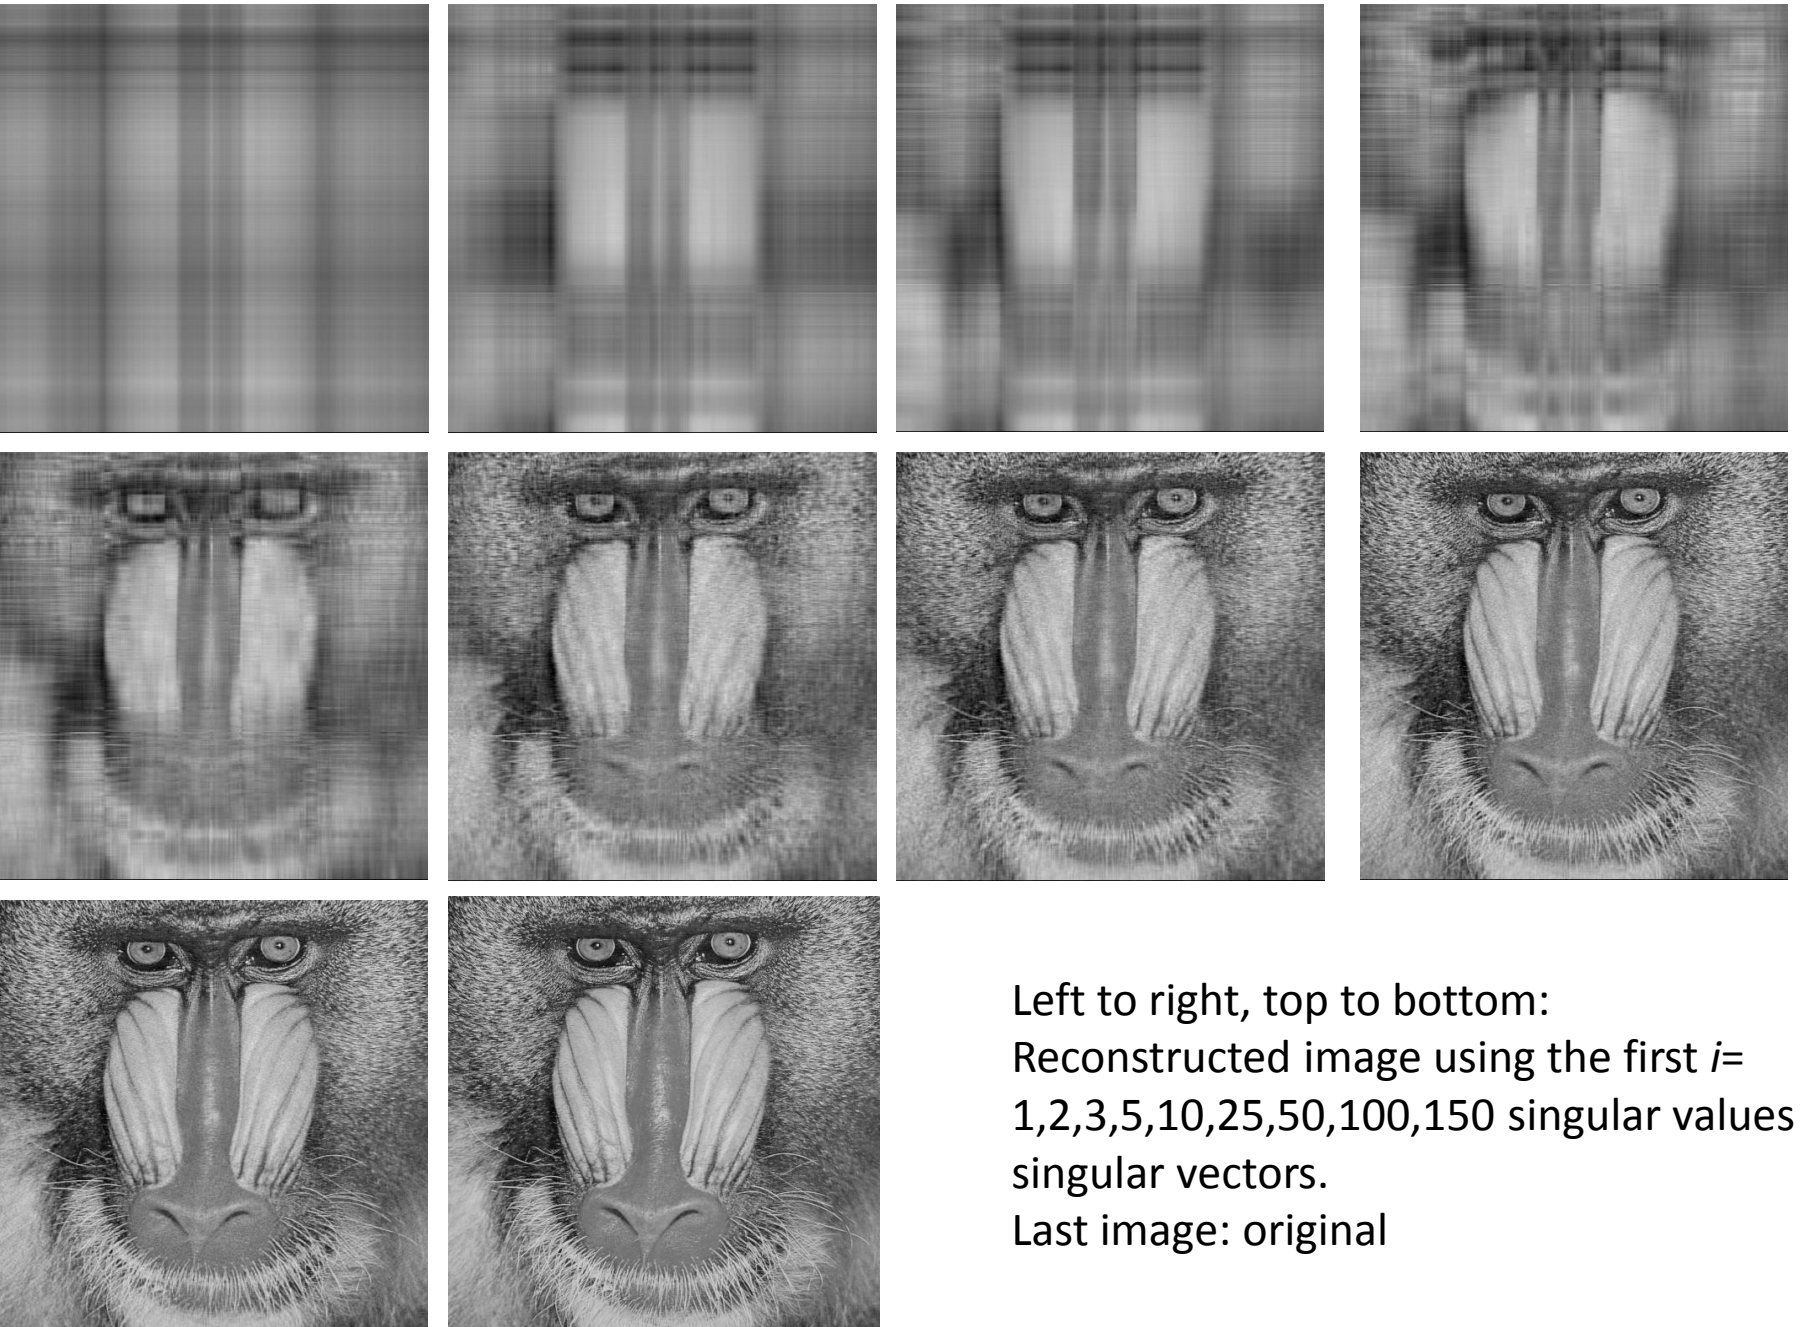 Left to right, top to bottom:
Reconstructed image using the first i=
1,2,3,5,10,25,50,100,150 singular values
singular vectors.
Last image: original